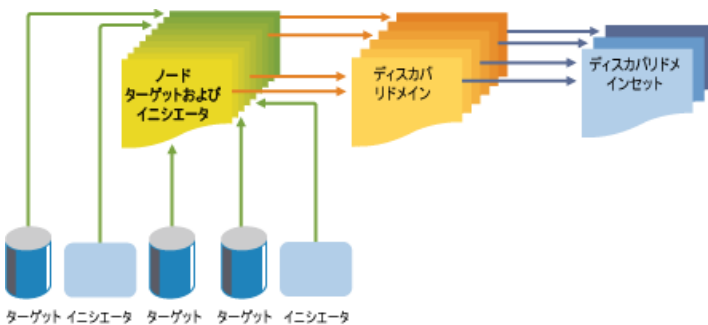 ノード
ターゲットおよび
イニシエータ
ディスカバ
リドメイン
ディスカバリドメ
インセット
ターゲット
イニシエータ
ターゲット
ターゲット
イニシエータ